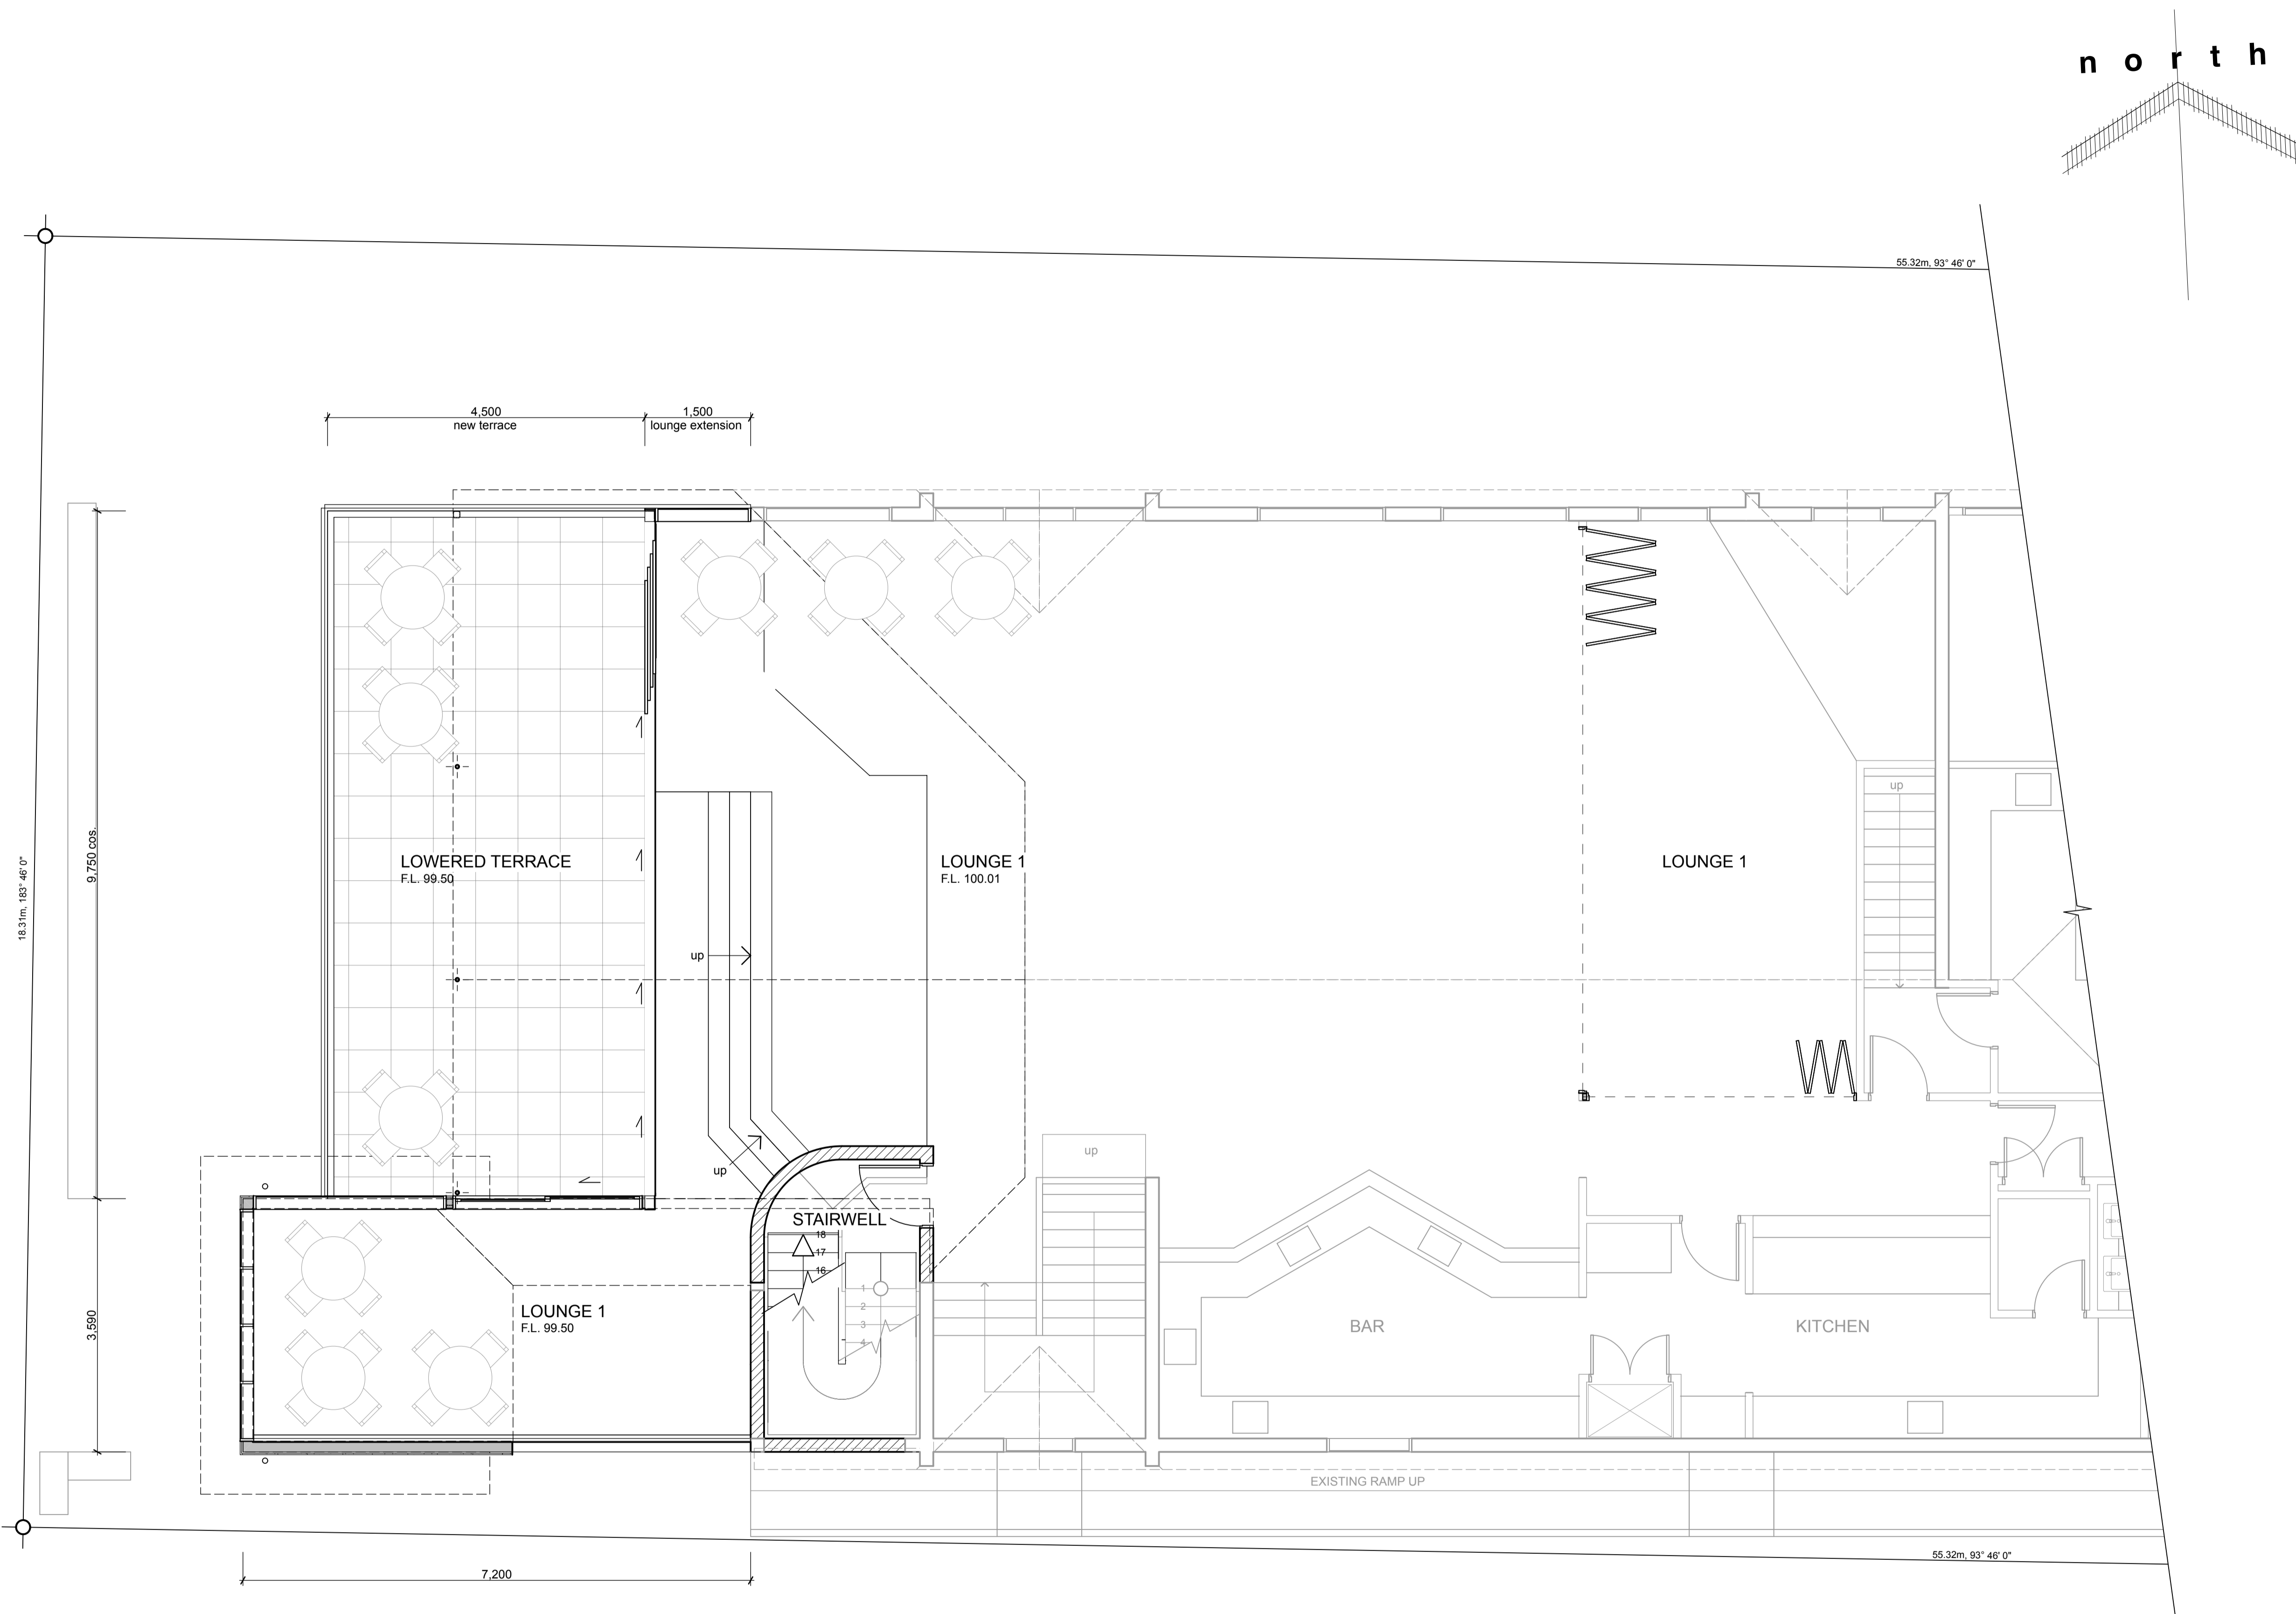 north
55.32m, 93° 46' 0"
4,500
new terrace
1,500
lounge extension
9,750 cos.
18.31m, 183° 46' 0"
LOWERED TERRACE
F.L. 99.50
LOUNGE 1
F.L. 100.01
LOUNGE 1
up
up
up
up
STAIRWELL
18
17
16
1
2
3
4
LOUNGE 1
F.L. 99.50
3,590
BAR
KITCHEN
EXISTING RAMP UP
55.32m, 93° 46' 0"
7,200